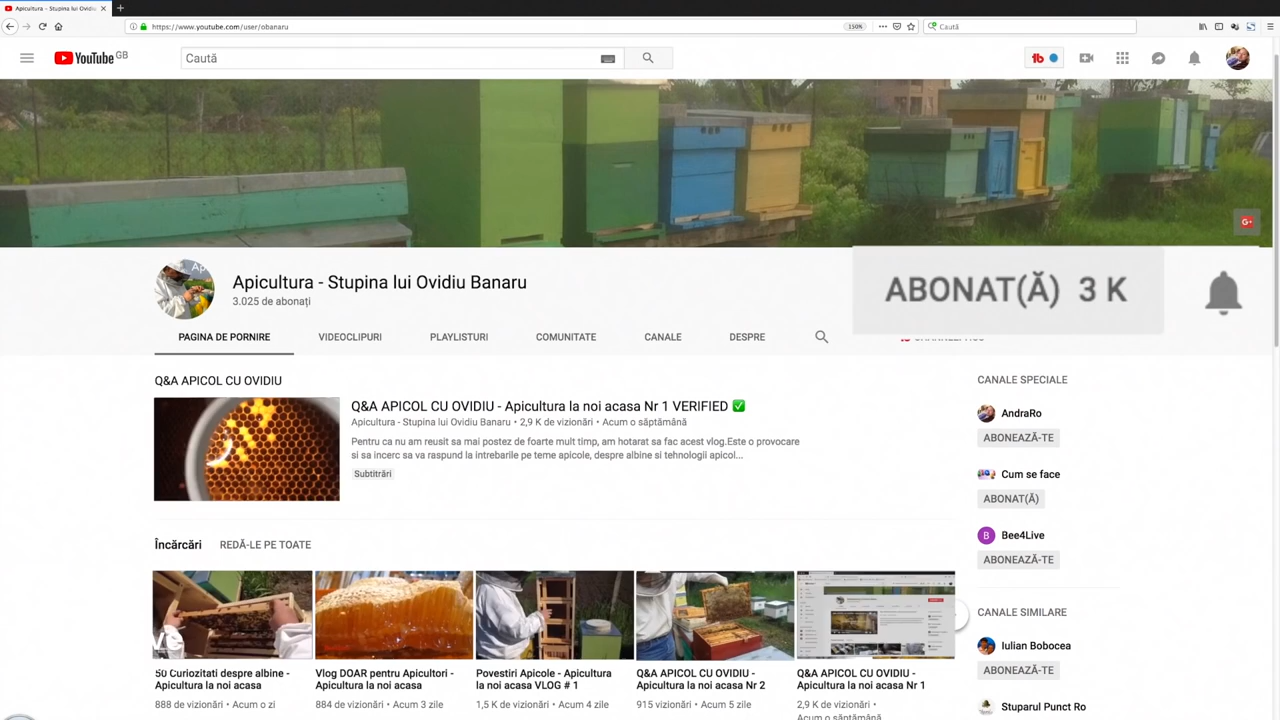 Apicultura - Stupina lui Ovidiu B
https://www.youtube.com/user/obanaru
150%
Caută
YouTube GB
Caută
Apicultura - Stupina lui Ovidiu Banaru
3.025 de abonați
ABONAT(Ă) 3 K
PAGINA DE PORNIRE
VIDEOCLIPURI
PLAYLISTURI
COMUNITATE
CANALE
DESPRE
Q&A APICOL CU OVIDIU
Q&A APICOL CU OVIDIU - Apicultura la noi acasa Nr 1 VERIFIED ✅
Apicultura - Stupina lui Ovidiu Banaru • 2,9 K de vizionări • Acum o săptămână
Pentru ca nu am reusit sa mai postez de foarte mult timp, am hotarat sa fac acest vlog.Este o provocare
si sa incerc sa va raspund la intrebarile pe teme apicole, despre albine si tehnologii apicol...
Subtitrări
Încărcări
REDĂ-LE PE TOATE
50 Curiozitati despre albine -
Apicultura la noi acasa
888 de vizionări • Acum o zi
Vlog DOAR pentru Apicultori -
Apicultura la noi acasa
884 de vizionări • Acum 3 zile
Povestiri Apicole - Apicultura
la noi acasa VLOG # 1
1,5 K de vizionări • Acum 4 zile
Q&A APICOL CU OVIDIU -
Apicultura la noi acasa Nr 2
915 vizionări • Acum 5 zile
Q&A APICOL CU OVIDIU -
Apicultura la noi acasa Nr 1
2,9 K de vizionări •
Acum o săptămână
CANALE SPECIALE
AndraRo
ABONEAZĂ-TE
Cum se face
ABONAT(Ă)
B
Bee4Live
ABONEAZĂ-TE
CANALE SIMILARE
Iulian Bobocea
ABONEAZĂ-TE
Stuparul Punct Ro